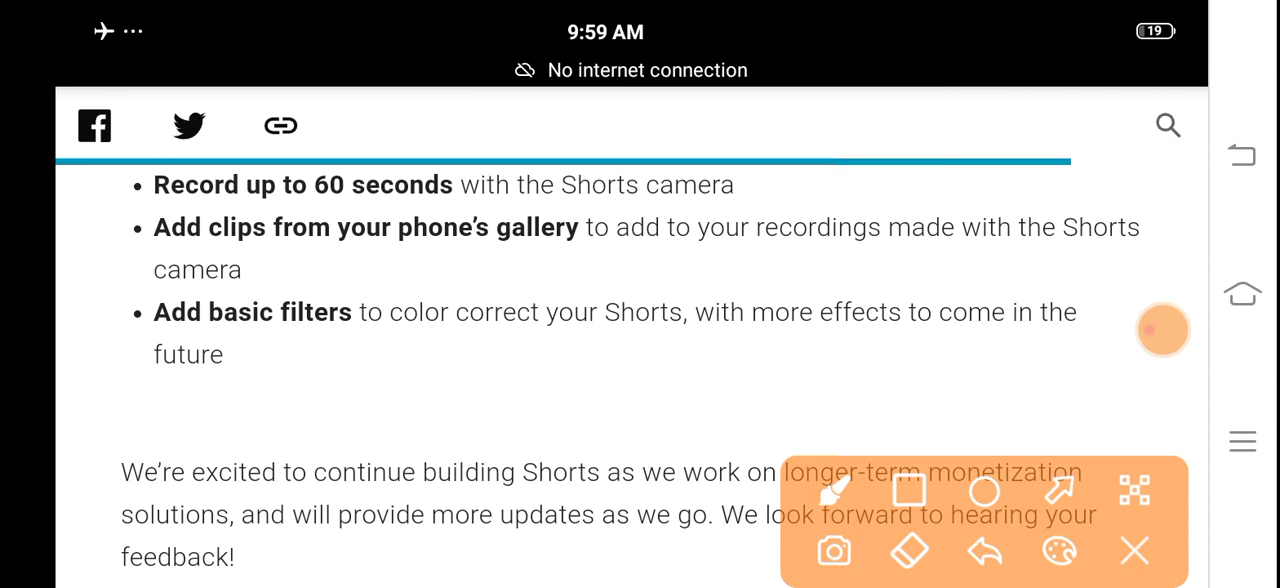 9:59 AM
19
No internet connection
• Record up to 60 seconds with the Shorts camera
• Add clips from your phone’s gallery to add to your recordings made with the Shorts
camera
• Add basic filters to color correct your Shorts, with more effects to come in the
future
We’re excited to continue building Shorts as we work on longer-term monetization
solutions, and will provide more updates as we go. We look forward to hearing your
feedback!